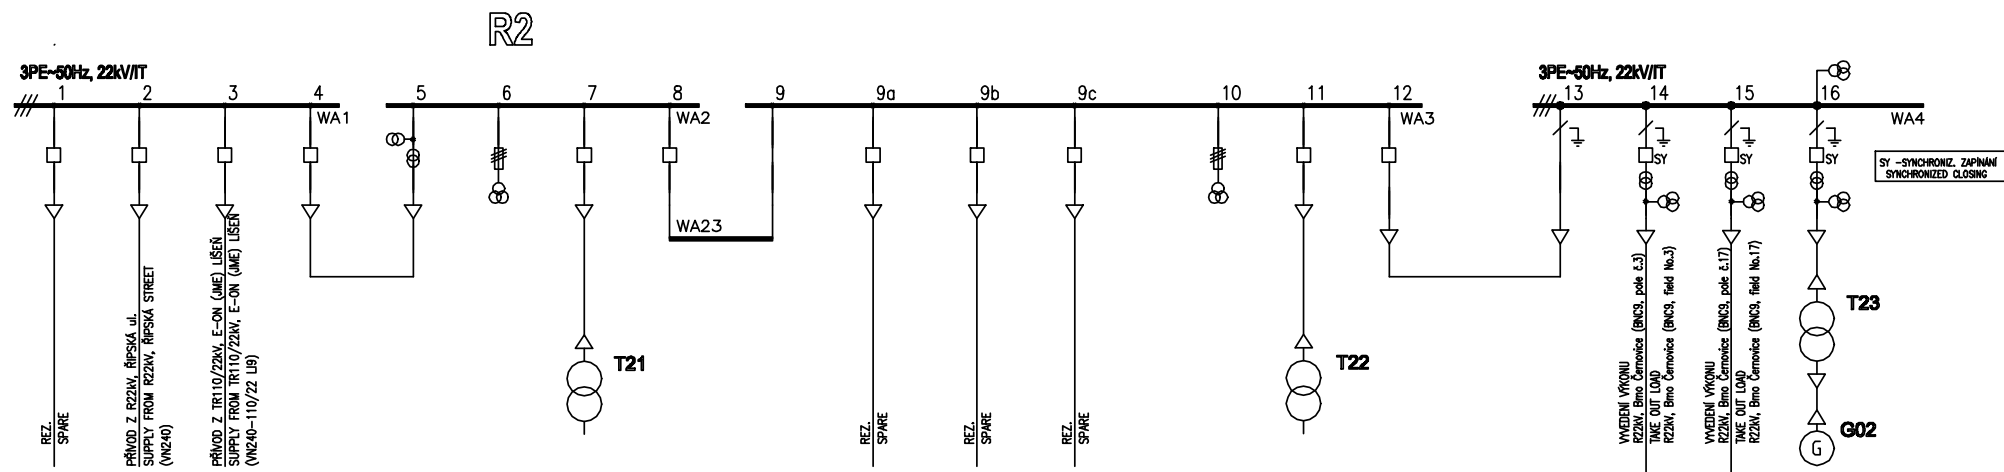 R2
3PE~50Hz, 22kV/IT
3PE~50Hz, 22kV/IT
1
2
3
4
5
6
7
8
9
9a
9b
9c
10
11
12
13
14
15
16
WA1
WA2
WA3
WA4
SY
SY
SY
SY –SYNCHRONIZ. ZAPÍNÁNÍ
SYNCHRONIZED CLOSING
WA23
REZ.
SPARE
PŘÍVOD Z R22kV, ŘIPSKÁ ul.
SUPPLY FROM R22kV, ŘIPSKÁ STREET
(VN240)
PŘÍVOD Z TR110/22kV, E–ON (JME) LÍŠEŇ
SUPPLY FROM TR110/22kV, E–ON (JME) LÍŠEŇ
(VN240–110/22 LI9)
T21
REZ.
SPARE
REZ.
SPARE
REZ.
SPARE
T22
VYVEDENÍ VÝKONU
R22kV, Brno Černovice (BNC9, pole č.3)
TAKE OUT LOAD
R22kV, Brno Černovice (BNC9, field No.3)
VYVEDENÍ VÝKONU
R22kV, Brno Černovice (BNC9, pole č.17)
TAKE OUT LOAD
R22kV, Brno Černovice (BNC9, field No.17)
T23
G02
G